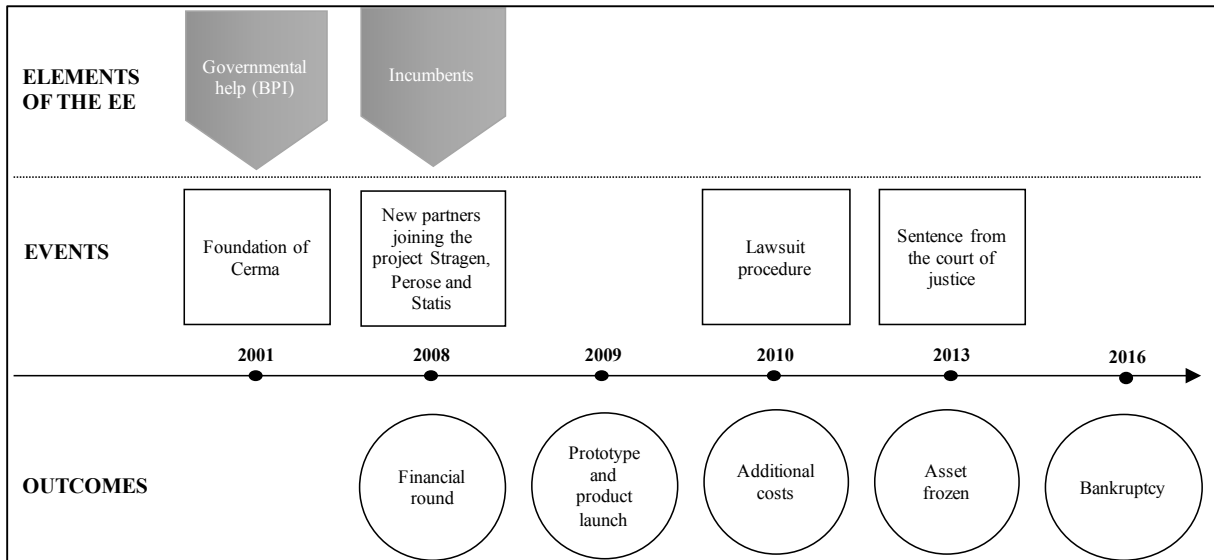 ELEMENTS
OF THE EE
Governmental
help (BPI)
Incumbents
EVENTS
Foundation of
Cerma
New partners
joining the
project Stragen,
Perose and
Statis
Lawsuit
procedure
Sentence from
the court of
justice
2001
2008
2009
2010
2013
2016
OUTCOMES
Financial
round
Prototype
and
product
launch
Additional
costs
Asset
frozen
Bankruptcy